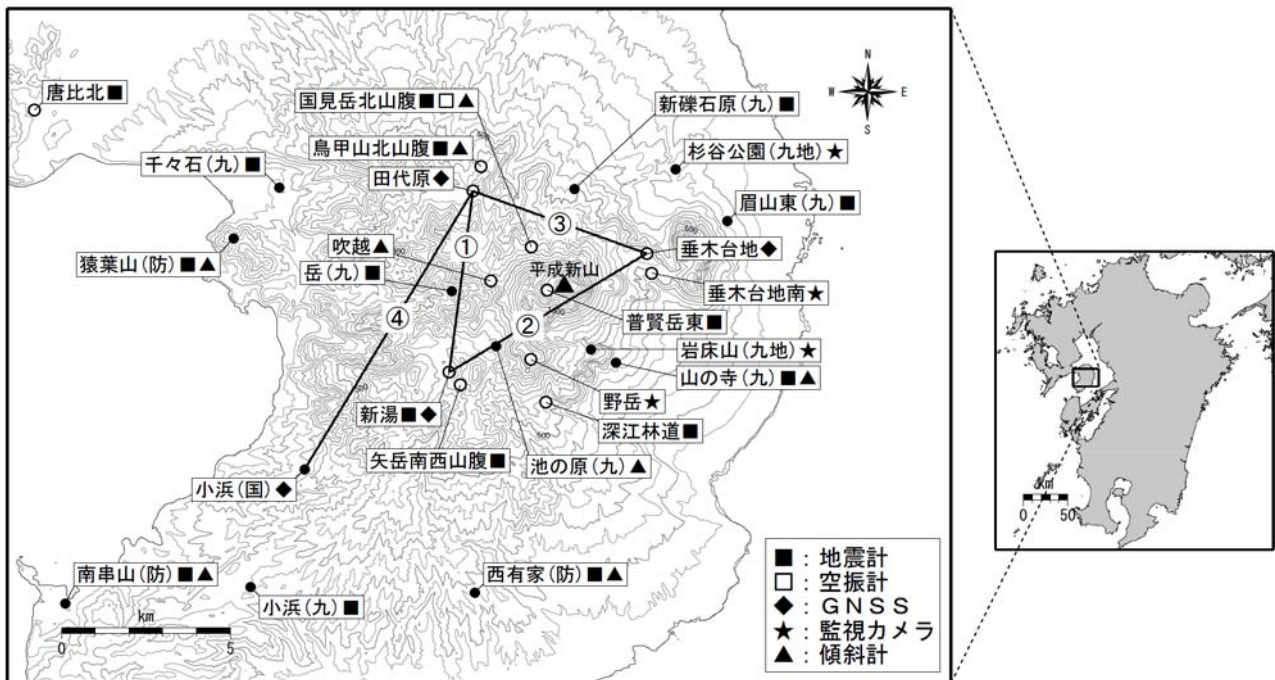 N
W E
S
唐比北■
国見岳北山腹■□▲
新礫石原(九)■
鳥甲山北山腹■▲
杉谷公園(九地)★
千々石(九)■
田代原◆
眉山東(九)■
500
500
③
①
吹越▲
垂木台地◆
猿葉山(防)■▲
岳(九)■
平成新山
垂木台地南★
④
②
普賢岳東■
岩床山(九地)★
山の寺(九)■▲
新湯■◆
野岳★
深江林道■
500
矢岳南西山腹■
池の原(九)▲
小浜(国)◆
南串山(防)■▲
西有家(防)■▲
小浜(九)■
km
0 5
■：地震計
□：空振計
◆：GNSS
★：監視カメラ
▲：傾斜計
km
0 50